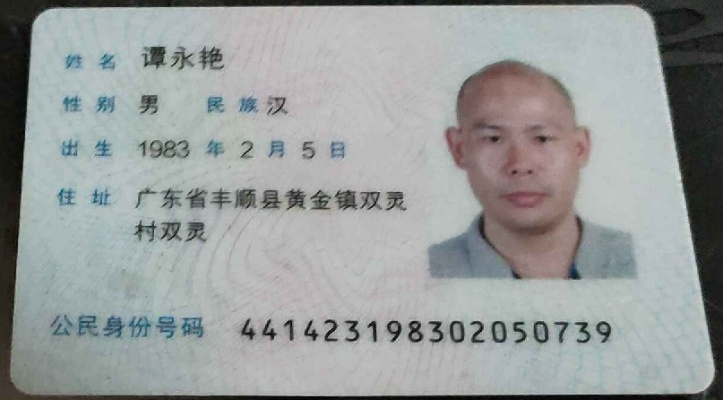 姓名 谭永艳
性别 男 民族 汉
出生 1983 年 2 月 5 日
住址 广东省丰顺县黄金镇双灵
村双灵
公民身份号码 441423198302050739